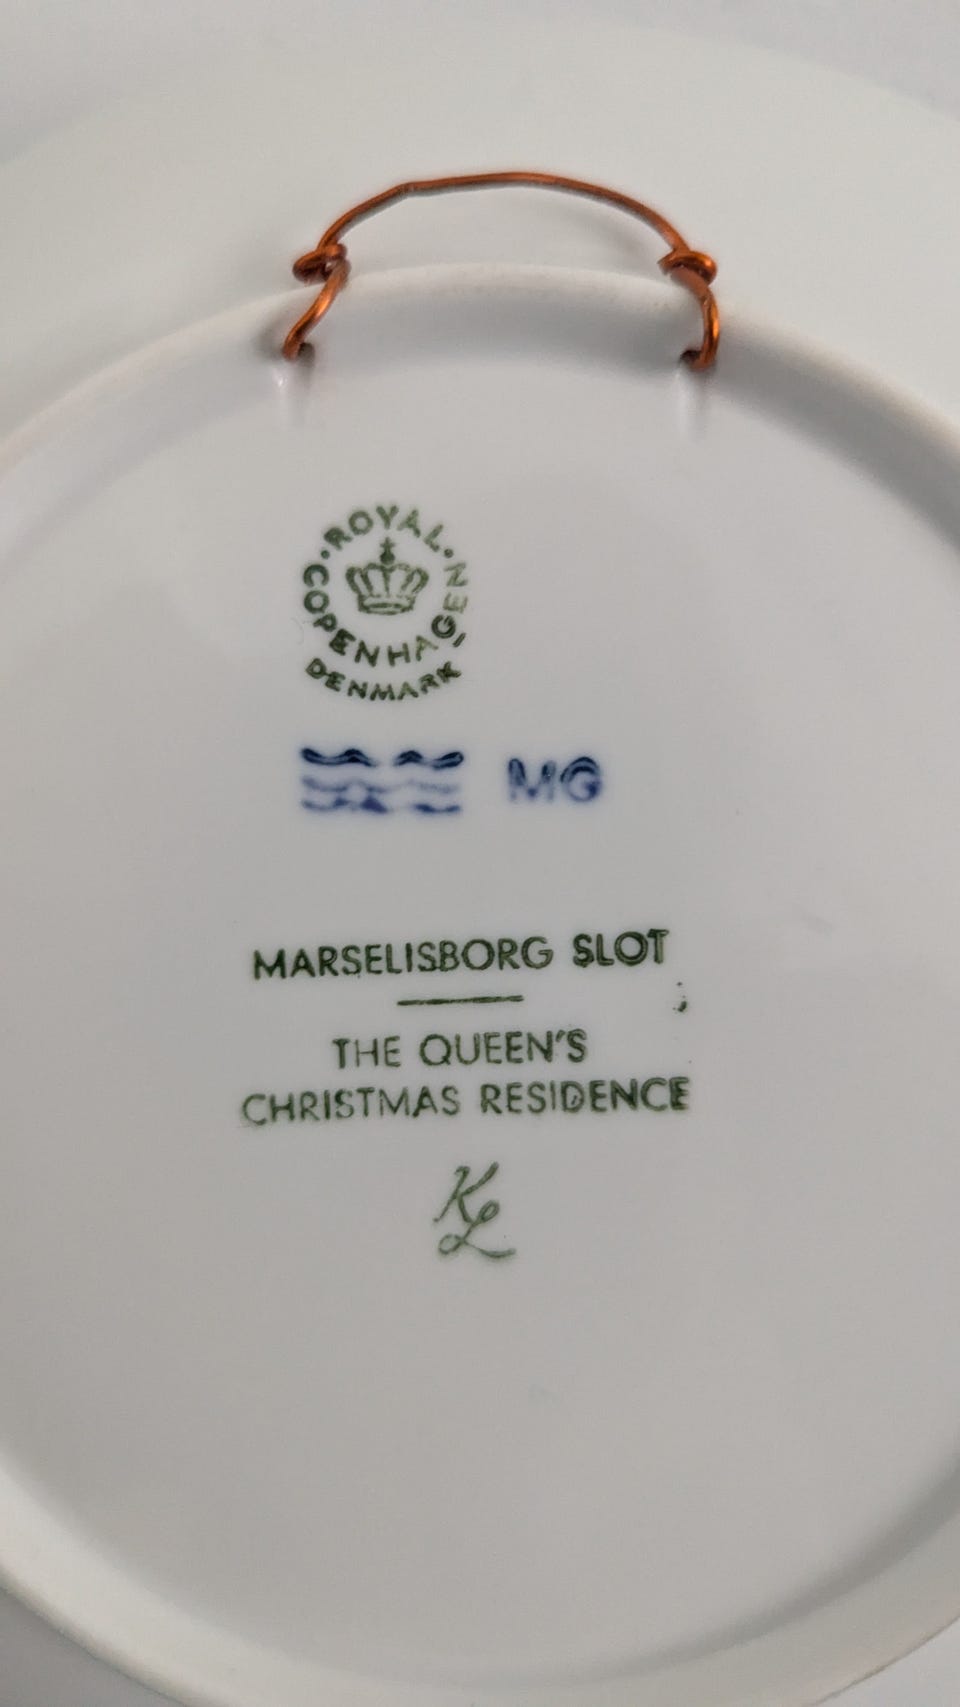 ROYAL
COPENHAGEN
DENMARK
MG
MARSELISBORG SLOT
THE QUEEN'S
CHRISTMAS RESIDENCE
KL